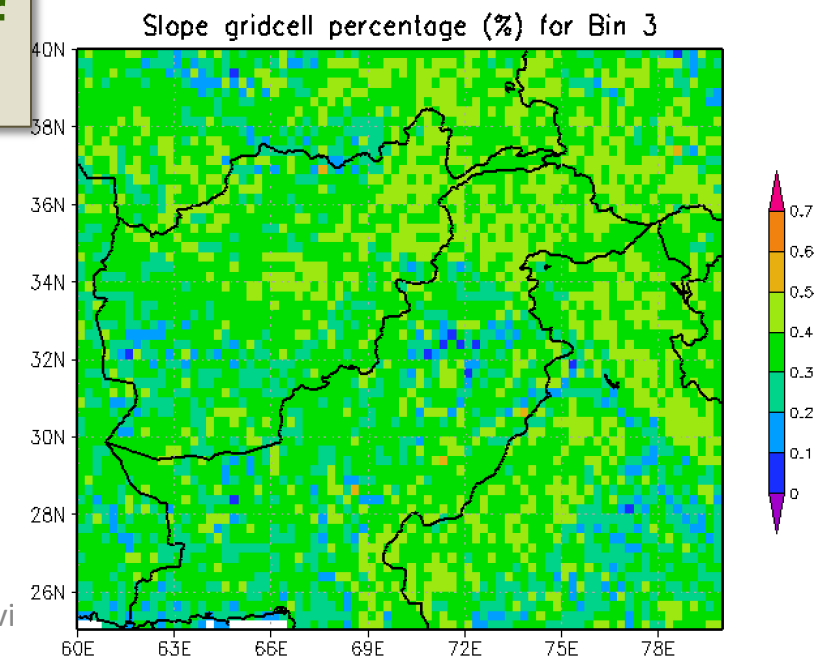 Slope gridcell percentage (%) for Bin 3
40N
38N
36N
34N
32N
30N
28N
26N
60E 63E 66E 69E 72E 75E 78E
0.7
0.6
0.5
0.4
0.3
0.2
0.1
0
vi